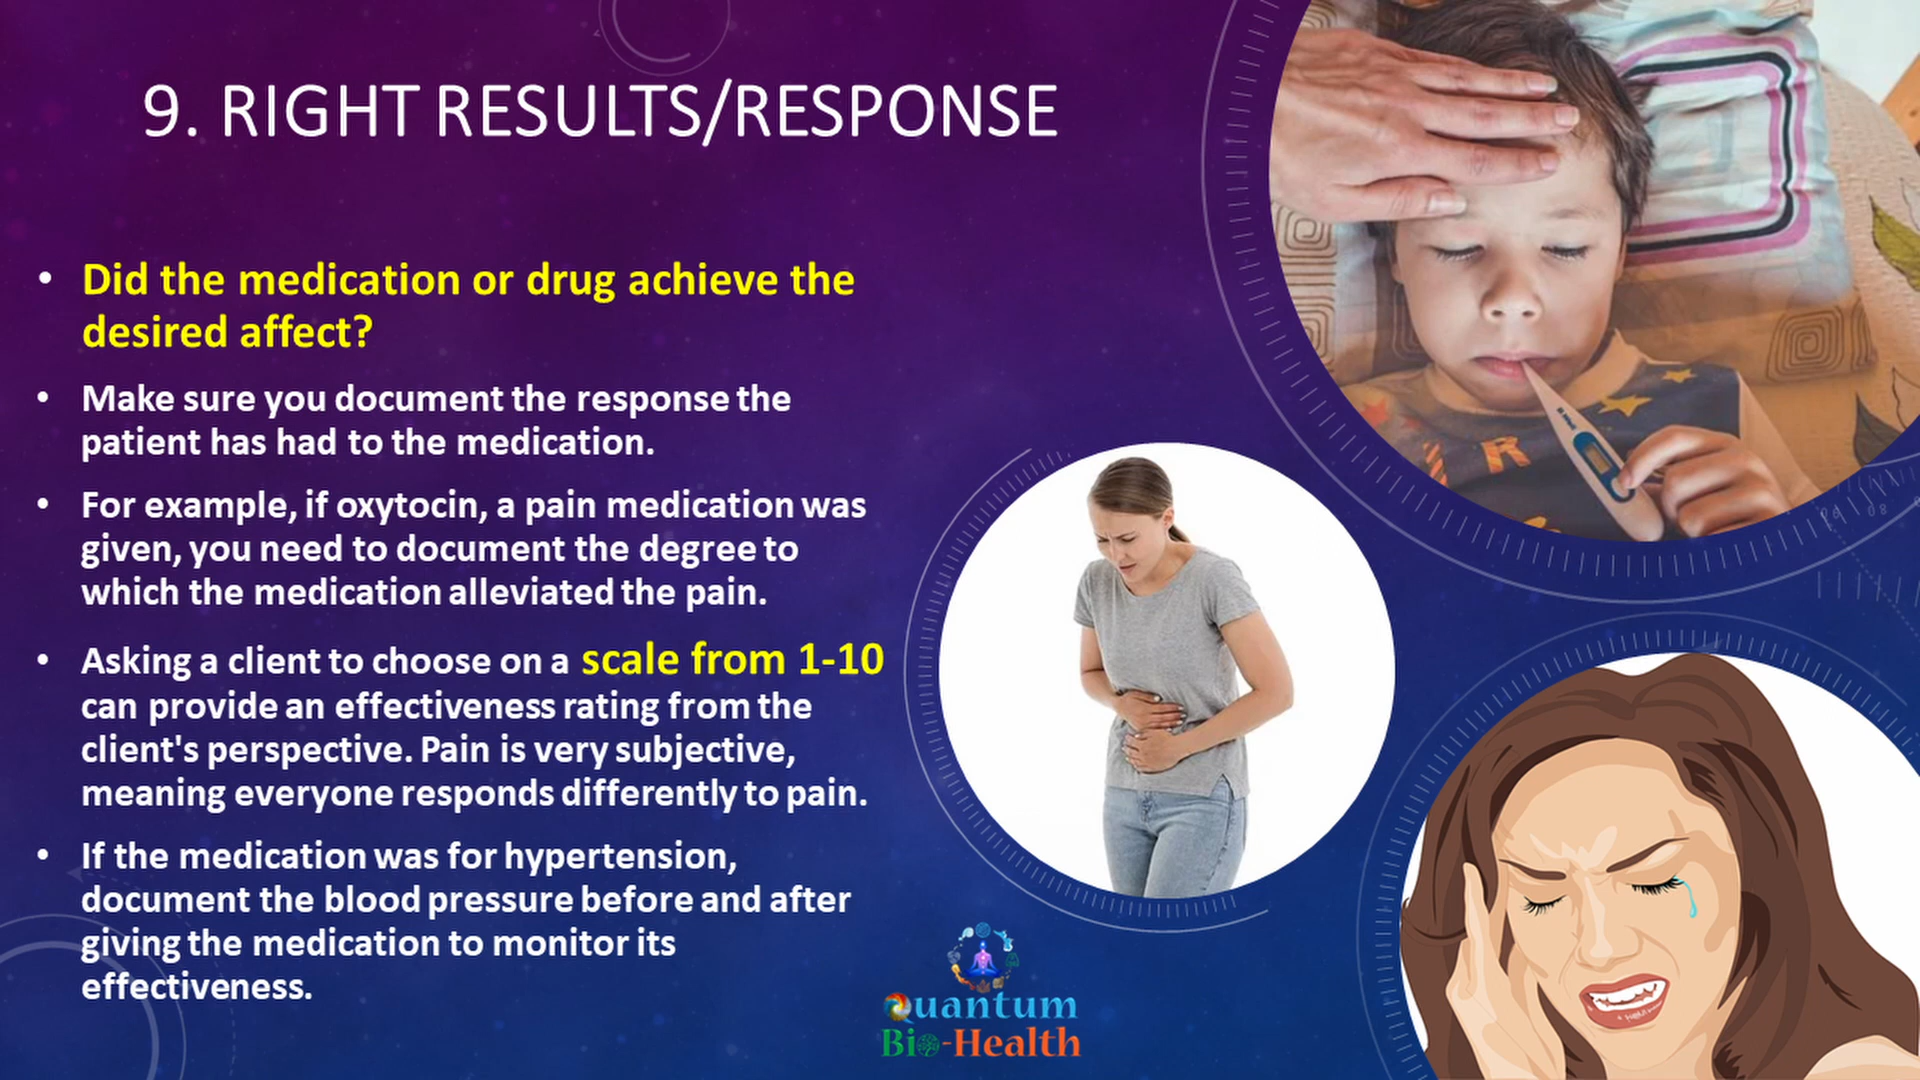 9. RIGHT RESULTS/RESPONSE
• Did the medication or drug achieve the
desired affect?
• Make sure you document the response the
patient has had to the medication.
• For example, if oxytocin, a pain medication was
given, you need to document the degree to
which the medication alleviated the pain.
• Asking a client to choose on a scale from 1-10
can provide an effectiveness rating from the
client's perspective. Pain is very subjective,
meaning everyone responds differently to pain.
• If the medication was for hypertension,
document the blood pressure before and after
giving the medication to monitor its
effectiveness.
Quantum
Bio-Health